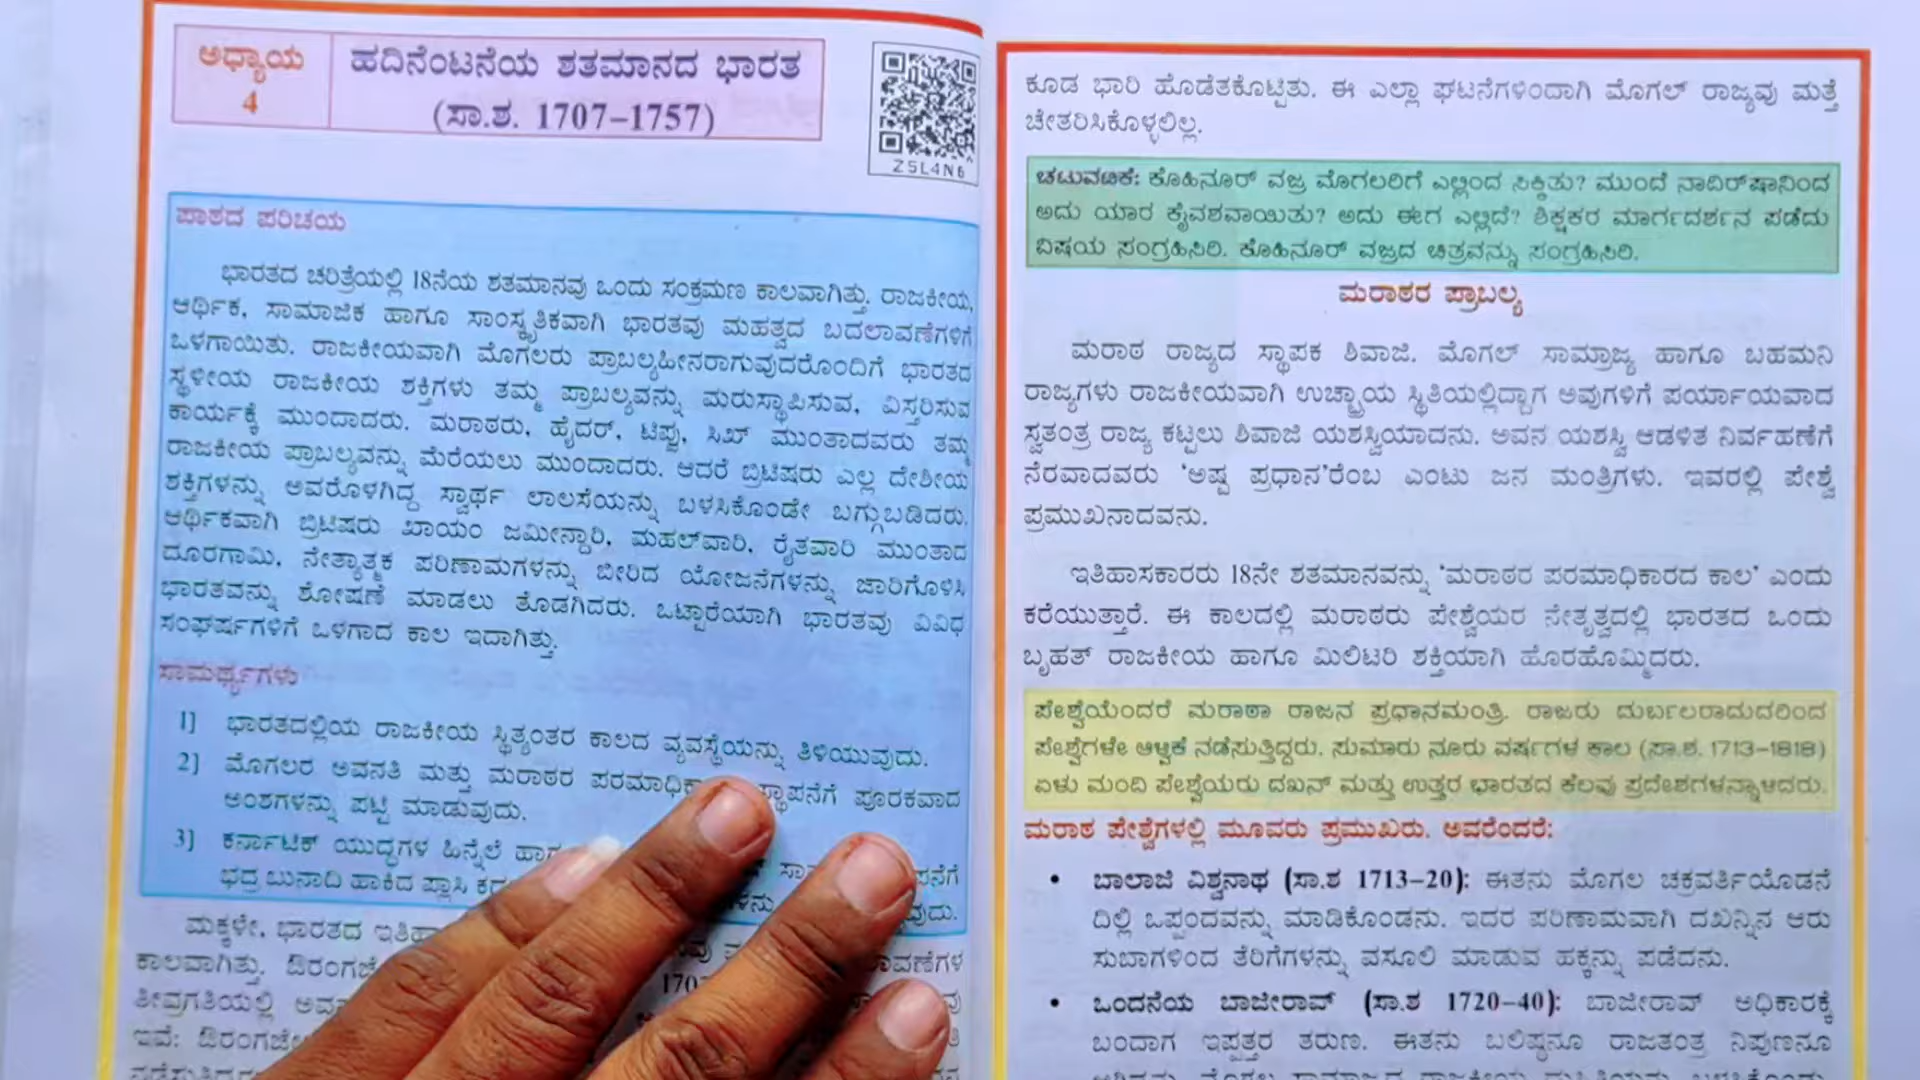 ಅಧ್ಯಾಯ
4
ಹದಿನೆಂಟನೆಯ ಶತಮಾನದ ಭಾರತ
(ಸಾ.ಶ. 1707–1757)
Z5L4N6
ಪಾಠದ ಪರಿಚಯ
ಭಾರತದ ಚರಿತ್ರೆಯಲ್ಲಿ 18ನೆಯ ಶತಮಾನವು ಒಂದು ಸಂಕ್ರಮಣ ಕಾಲವಾಗಿತ್ತು. ರಾಜಕೀಯ,
ಆರ್ಥಿಕ, ಸಾಮಾಜಿಕ ಹಾಗೂ ಸಾಂಸ್ಕೃತಿಕವಾಗಿ ಭಾರತವು ಮಹತ್ವದ ಬದಲಾವಣೆಗಳಿಗೆ
ಒಳಗಾಯಿತು. ರಾಜಕೀಯವಾಗಿ ಮೊಗಲರು ಪ್ರಾಬಲ್ಯಹೀನರಾಗುವುದರೊಂದಿಗೆ ಭಾರತದ
ಸ್ಥಳೀಯ ರಾಜಕೀಯ ಶಕ್ತಿಗಳು ತಮ್ಮ ಪ್ರಾಬಲ್ಯವನ್ನು ಮರುಸ್ಥಾಪಿಸುವ, ವಿಸ್ತರಿಸುವ
ಕಾರ್ಯಕ್ಕೆ ಮುಂದಾದರು. ಮರಾಠರು, ಹೈದರ್, ಟಿಪ್ಪು, ಸಿಖ್ ಮುಂತಾದವರು ತಮ್ಮ
ರಾಜಕೀಯ ಪ್ರಾಬಲ್ಯವನ್ನು ಮೆರೆಯಲು ಮುಂದಾದರು. ಆದರೆ ಬ್ರಿಟಿಷರು ಎಲ್ಲ ದೇಶೀಯ
ಶಕ್ತಿಗಳನ್ನು ಅವರೊಳಗಿದ್ದ ಸ್ವಾರ್ಥ ಲಾಲಸೆಯನ್ನು ಬಳಸಿಕೊಂಡೇ ಬಗ್ಗುಬಡಿದರು.
ಆರ್ಥಿಕವಾಗಿ ಬ್ರಿಟಿಷರು ಖಾಯಂ ಜಮೀನ್ದಾರಿ, ಮಹಲ್‌ವಾರಿ, ರೈತವಾರಿ ಮುಂತಾದ
ದೂರಗಾಮಿ, ನೇತ್ಯಾತ್ಮಕ ಪರಿಣಾಮಗಳನ್ನು ಬೀರಿದ ಯೋಜನೆಗಳನ್ನು ಜಾರಿಗೊಳಿಸಿ
ಭಾರತವನ್ನು ಶೋಷಣೆ ಮಾಡಲು ತೊಡಗಿದರು. ಒಟ್ಟಾರೆಯಾಗಿ ಭಾರತವು ವಿವಿಧ
ಸಂಘರ್ಷಗಳಿಗೆ ಒಳಗಾದ ಕಾಲ ಇದಾಗಿತ್ತು.
ಸಾಮರ್ಥ್ಯಗಳು
1] ಭಾರತದಲ್ಲಿಯ ರಾಜಕೀಯ ಸ್ಥಿತ್ಯಂತರ ಕಾಲದ ವ್ಯವಸ್ಥೆಯನ್ನು ತಿಳಿಯುವುದು.
2] ಮೊಗಲರ ಅವನತಿ ಮತ್ತು ಮರಾಠರ ಪೂರಕವಾದ
ಅಂಶಗಳನ್ನು ಪಟ್ಟಿ ಮಾಡುವುದು.
3] ಕರ್ನಾಟಿಕ್ ಯುದ್ಧಗಳ ಹಿನ್ನೆಲೆ
ಭದ್ರ ಬುನಾದಿ ಹಾಕಿದ ಪ್ಲಾಸಿ
ಮಕ್ಕಳೇ, ಭಾರತದ
ಕಾಲವಾಗಿತ್ತು.
ತೀವ್ರಗತಿಯಲ್ಲಿ
ಇವೆ:
ಕೂಡ ಭಾರಿ ಹೊಡೆತಕೊಟ್ಟಿತು. ಈ ಎಲ್ಲಾ ಘಟನೆಗಳಿಂದಾಗಿ ಮೊಗಲ್ ರಾಜ್ಯವು ಮತ್ತೆ
ಚೇತರಿಸಿಕೊಳ್ಳಲಿಲ್ಲ.
ಚಟುವಟಿಕೆ: ಕೊಹಿನೂರ್ ವಜ್ರ ಮೊಗಲರಿಗೆ ಎಲ್ಲಿಂದ ಸಿಕ್ಕಿತು? ಮುಂದೆ ನಾದಿರ್‌ಷಾನಿಂದ
ಅದು ಯಾರ ಕೈವಶವಾಯಿತು? ಅದು ಈಗ ಎಲ್ಲಿದೆ? ಶಿಕ್ಷಕರ ಮಾರ್ಗದರ್ಶನ ಪಡೆದು
ವಿಷಯ ಸಂಗ್ರಹಿಸಿರಿ. ಕೊಹಿನೂರ್ ವಜ್ರದ ಚಿತ್ರವನ್ನು ಸಂಗ್ರಹಿಸಿರಿ.
ಮರಾಠರ ಪ್ರಾಬಲ್ಯ
ಮರಾಠ ರಾಜ್ಯದ ಸ್ಥಾಪಕ ಶಿವಾಜಿ. ಮೊಗಲ್ ಸಾಮ್ರಾಜ್ಯ ಹಾಗೂ ಬಹಮನಿ
ರಾಜ್ಯಗಳು ರಾಜಕೀಯವಾಗಿ ಉಚ್ಛ್ರಾಯ ಸ್ಥಿತಿಯಲ್ಲಿದ್ದಾಗ ಅವುಗಳಿಗೆ ಪರ್ಯಾಯವಾದ
ಸ್ವತಂತ್ರ ರಾಜ್ಯ ಕಟ್ಟಲು ಶಿವಾಜಿ ಯಶಸ್ವಿಯಾದನು. ಅವನ ಯಶಸ್ವಿ ಆಡಳಿತ ನಿರ್ವಹಣೆಗೆ
ನೆರವಾದವರು ‘ಅಷ್ಟ ಪ್ರಧಾನ’ರೆಂಬ ಎಂಟು ಜನ ಮಂತ್ರಿಗಳು. ಇವರಲ್ಲಿ ಪೇಶ್ವೆ
ಪ್ರಮುಖನಾದವನು.
ಇತಿಹಾಸಕಾರರು 18ನೇ ಶತಮಾನವನ್ನು ‘ಮರಾಠರ ಪರಮಾಧಿಕಾರದ ಕಾಲ’ ಎಂದು
ಕರೆಯುತ್ತಾರೆ. ಈ ಕಾಲದಲ್ಲಿ ಮರಾಠರು ಪೇಶ್ವೆಯರ ನೇತೃತ್ವದಲ್ಲಿ ಭಾರತದ ಒಂದು
ಬೃಹತ್ ರಾಜಕೀಯ ಹಾಗೂ ಮಿಲಿಟರಿ ಶಕ್ತಿಯಾಗಿ ಹೊರಹೊಮ್ಮಿದರು.
ಪೇಶ್ವೆಯೆಂದರೆ ಮರಾಠಾ ರಾಜನ ಪ್ರಧಾನಮಂತ್ರಿ. ರಾಜರು ದುರ್ಬಲರಾದುದರಿಂದ
ಪೇಶ್ವೆಗಳೇ ಆಳ್ವಿಕೆ ನಡೆಸುತ್ತಿದ್ದರು. ಸುಮಾರು ನೂರು ವರ್ಷಗಳ ಕಾಲ (ಸಾ.ಶ. 1713–1818)
ಏಳು ಮಂದಿ ಪೇಶ್ವೆಯರು ದಖನ್ ಮತ್ತು ಉತ್ತರ ಭಾರತದ ಕೆಲವು ಪ್ರದೇಶಗಳನ್ನಾಳಿದರು.
ಮರಾಠ ಪೇಶ್ವೆಗಳಲ್ಲಿ ಮೂವರು ಪ್ರಮುಖರು. ಅವರೆಂದರೆ:
• ಬಾಲಾಜಿ ವಿಶ್ವನಾಥ (ಸಾ.ಶ 1713–20): ಈತನು ಮೊಗಲ ಚಕ್ರವರ್ತಿಯೊಡನೆ
ದಿಲ್ಲಿ ಒಪ್ಪಂದವನ್ನು ಮಾಡಿಕೊಂಡನು. ಇದರ ಪರಿಣಾಮವಾಗಿ ದಖನ್ನಿನ ಆರು
ಸುಬಾಗಳಿಂದ ತೆರಿಗೆಗಳನ್ನು ವಸೂಲಿ ಮಾಡುವ ಹಕ್ಕನ್ನು ಪಡೆದನು.
• ಒಂದನೆಯ ಬಾಜೀರಾವ್ (ಸಾ.ಶ 1720–40): ಬಾಜೀರಾವ್ ಅಧಿಕಾರಕ್ಕೆ
ಬಂದಾಗ ಇಪ್ಪತ್ತರ ತರುಣ. ಈತನು ಬಲಿಷ್ಠನೂ ರಾಜತಂತ್ರ ನಿಪುಣನೂ